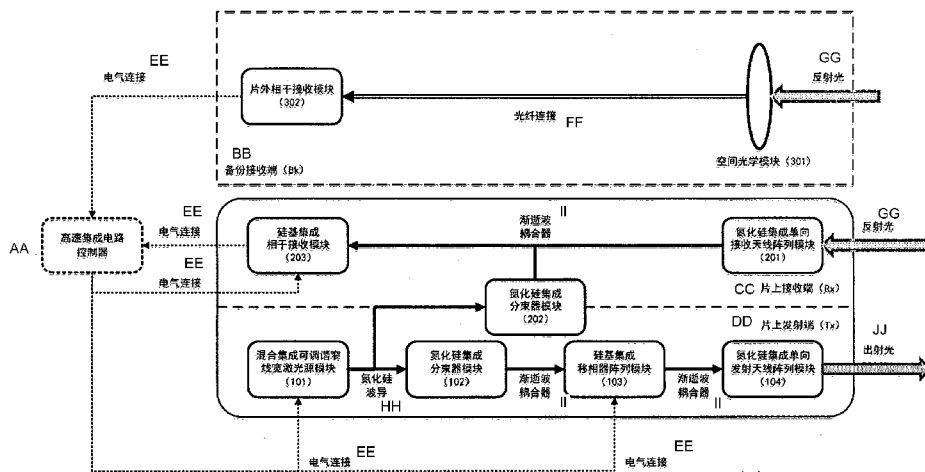 EE
电气连接
片外相干接收模块
(302)
光纤连接
FF
GG
反射光
空间光学模块(301)
BB
备份接收端(Bk)
AA
高速集成电路
控制器
EE
电气连接
EE
电气连接
硅基集成
相干接收模块
(203)
II
渐逝波
耦合器
氮化硅集成单向
接收天线阵列模块
(201)
GG
反射光
CC 片上接收端(Rx)
氮化硅集成
分束器模块
(202)
DD 片上发射端(Tx)
混合集成可调谐窄
线宽激光源模块
(101)
氮化硅
波导
HH
氮化硅集成
分束器模块
(102)
渐逝波
耦合器
II
硅基集成
移相器阵列模块
(103)
渐逝波
耦合器
II
氮化硅集成单向
发射天线阵列模块
(104)
JJ
出射光
EE
电气连接
EE
电气连接